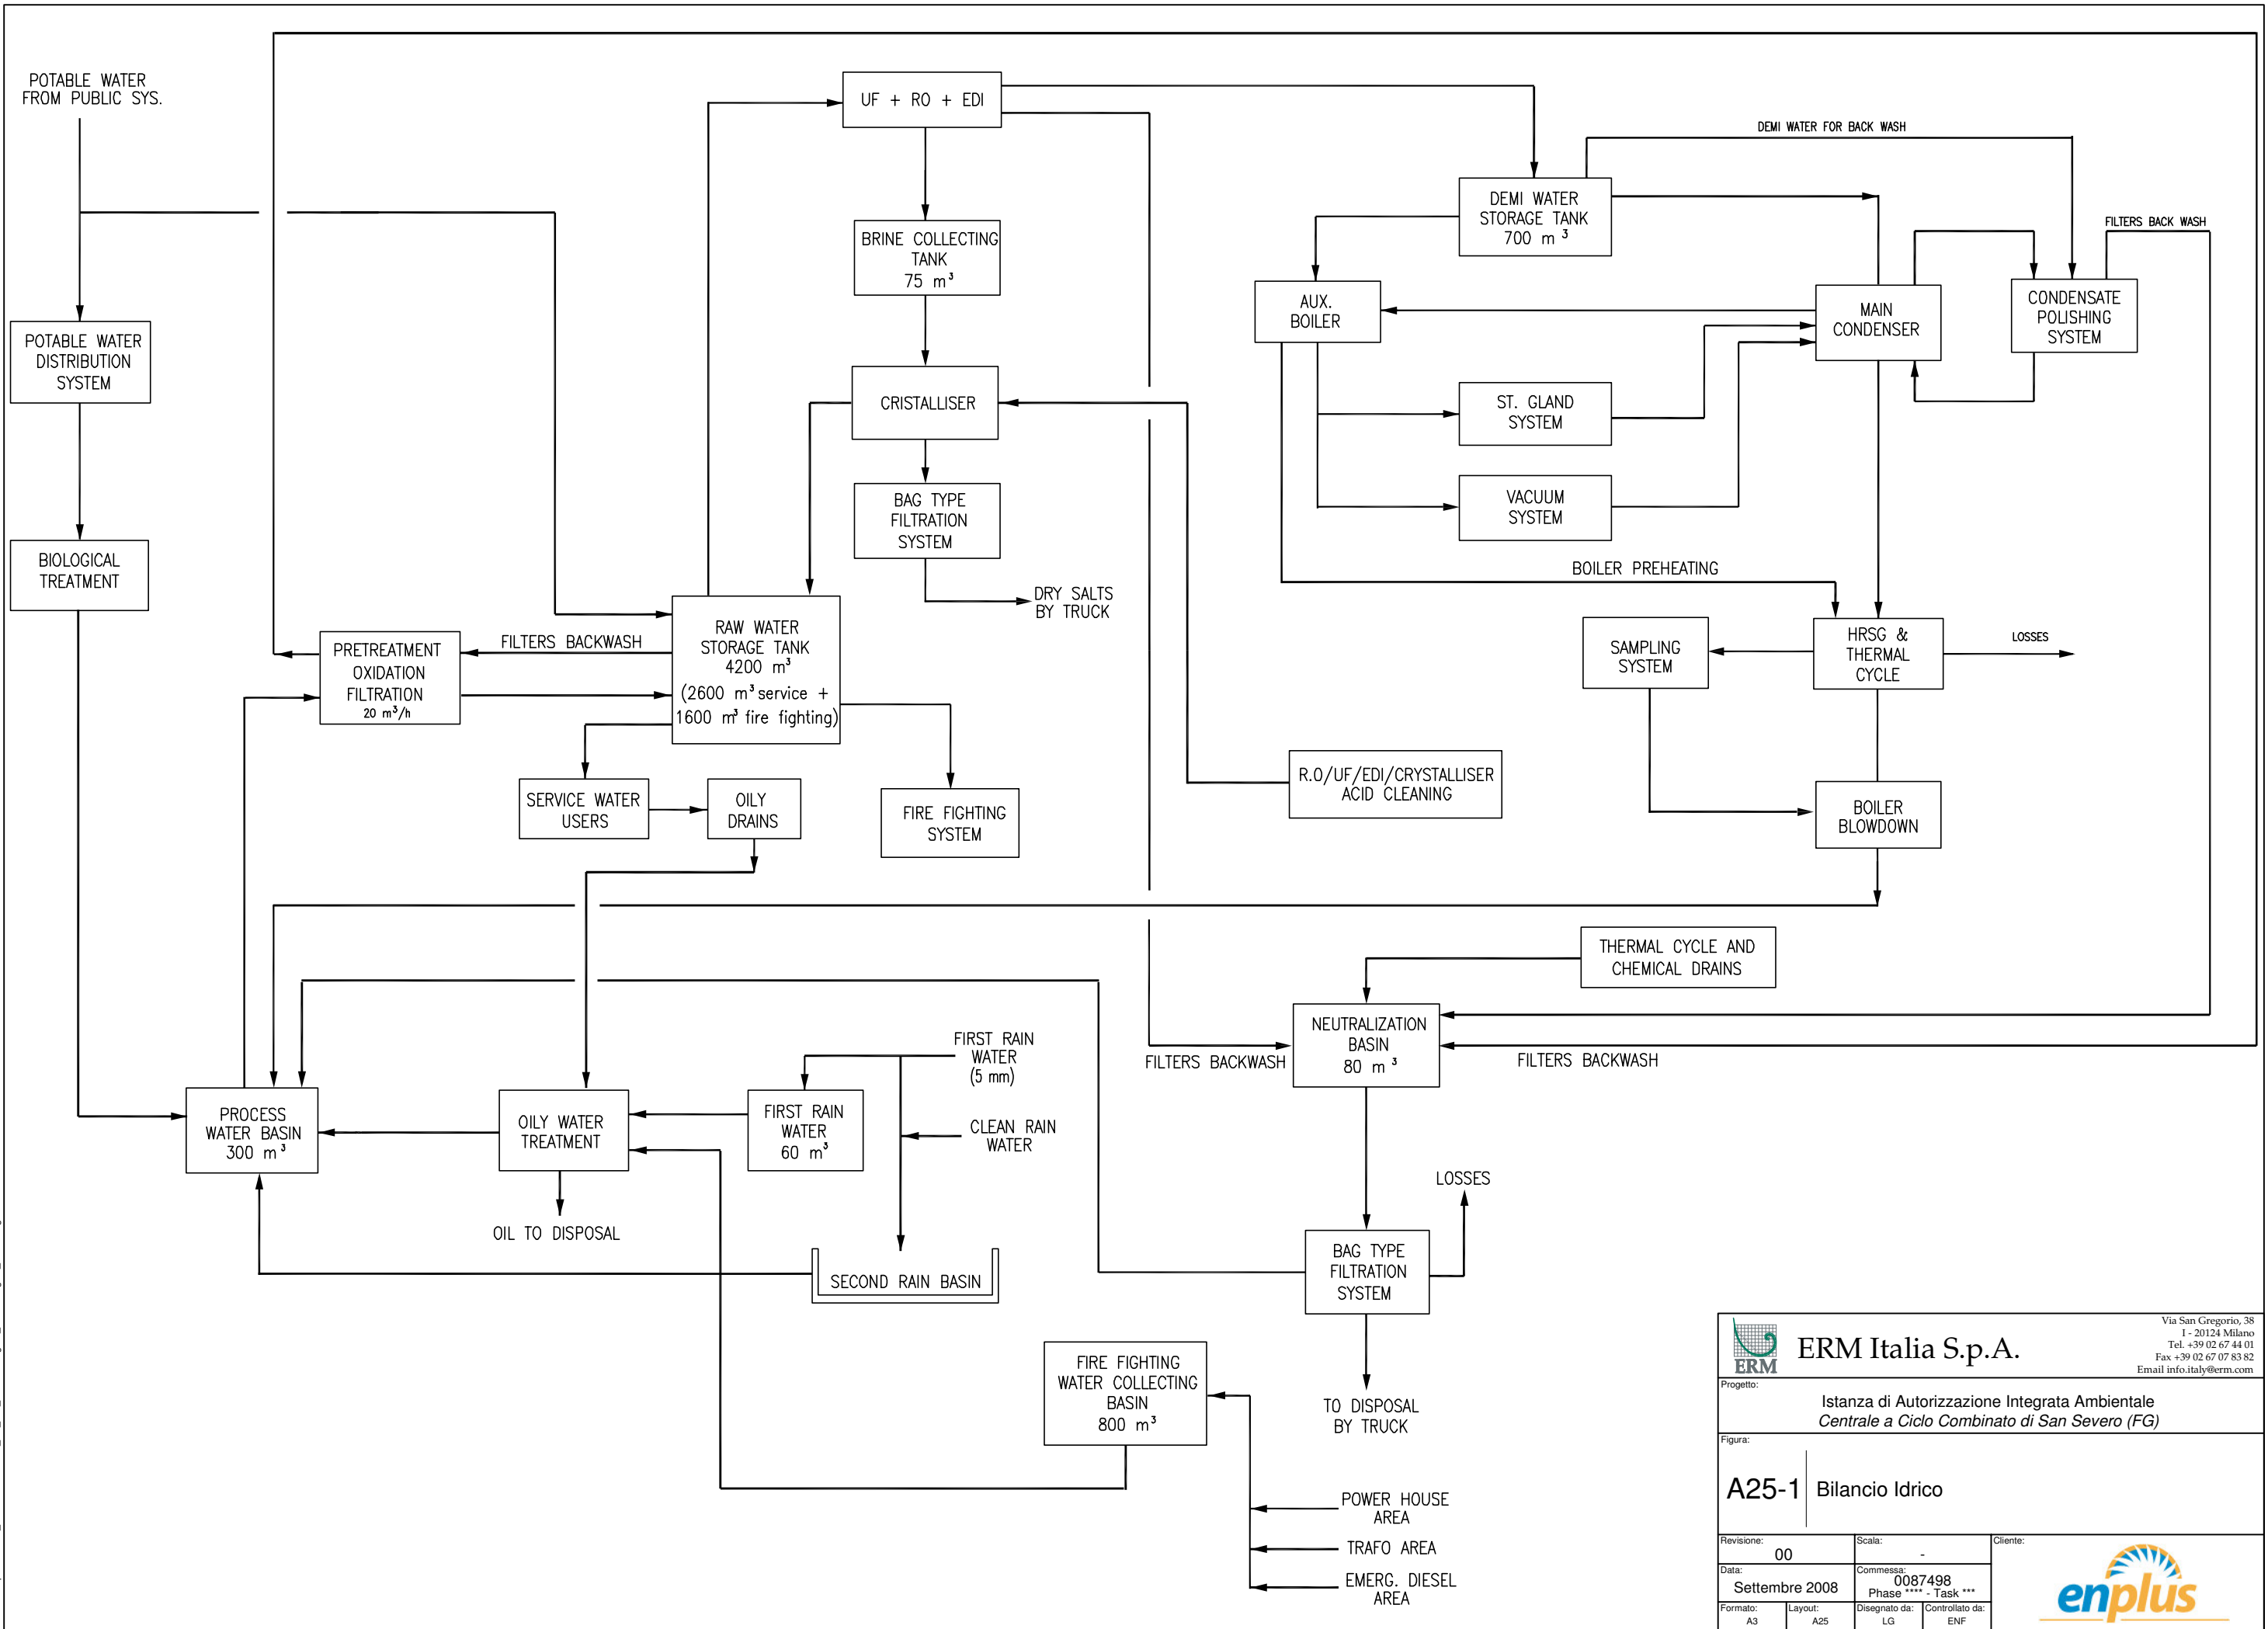 POTABLE WATER
FROM PUBLIC SYS.
UF + RO + EDI
DEMI WATER FOR BACK WASH
DEMI WATER
STORAGE TANK
700 m³
FILTERS BACK WASH
BRINE COLLECTING
TANK
75 m³
AUX.
BOILER
MAIN
CONDENSER
CONDENSATE
POLISHING
SYSTEM
POTABLE WATER
DISTRIBUTION
SYSTEM
CRISTALLISER
ST. GLAND
SYSTEM
BAG TYPE
FILTRATION
SYSTEM
VACUUM
SYSTEM
BIOLOGICAL
TREATMENT
BOILER PREHEATING
DRY SALTS
BY TRUCK
PRETREATMENT
OXIDATION
FILTRATION
20 m³/h
FILTERS BACKWASH
RAW WATER
STORAGE TANK
4200 m³
(2600 m³ service +
1600 m³ fire fighting)
SAMPLING
SYSTEM
HRSG &
THERMAL
CYCLE
LOSSES
SERVICE WATER
USERS
OILY
DRAINS
FIRE FIGHTING
SYSTEM
R.O/UF/EDI/CRYSTALLISER
ACID CLEANING
BOILER
BLOWDOWN
THERMAL CYCLE AND
CHEMICAL DRAINS
NEUTRALIZATION
BASIN
80 m³
FILTERS BACKWASH
FILTERS BACKWASH
FIRST RAIN
WATER
(5 mm)
PROCESS
WATER BASIN
300 m³
OILY WATER
TREATMENT
FIRST RAIN
WATER
60 m³
CLEAN RAIN
WATER
OIL TO DISPOSAL
SECOND RAIN BASIN
LOSSES
BAG TYPE
FILTRATION
SYSTEM
FIRE FIGHTING
WATER COLLECTING
BASIN
800 m³
TO DISPOSAL
BY TRUCK
POWER HOUSE
AREA
TRAFO AREA
EMERG. DIESEL
AREA
ERM
ERM Italia S.p.A.
Via San Gregorio, 38
I - 20124 Milano
Tel. +39 02 67 44 01
Fax +39 02 67 07 83 82
Email info.italy@erm.com
Progetto:
Istanza di Autorizzazione Integrata Ambientale
Centrale a Ciclo Combinato di San Severo (FG)
Figura:
A25-1 Bilancio Idrico
Revisione:
00
Scala:
-
Cliente:
Data:
Settembre 2008
Commessa:
0087498
Phase **** - Task ***
Formato:
A3
Layout:
A25
Disegnato da:
LG
Controllato da:
ENF
enplus